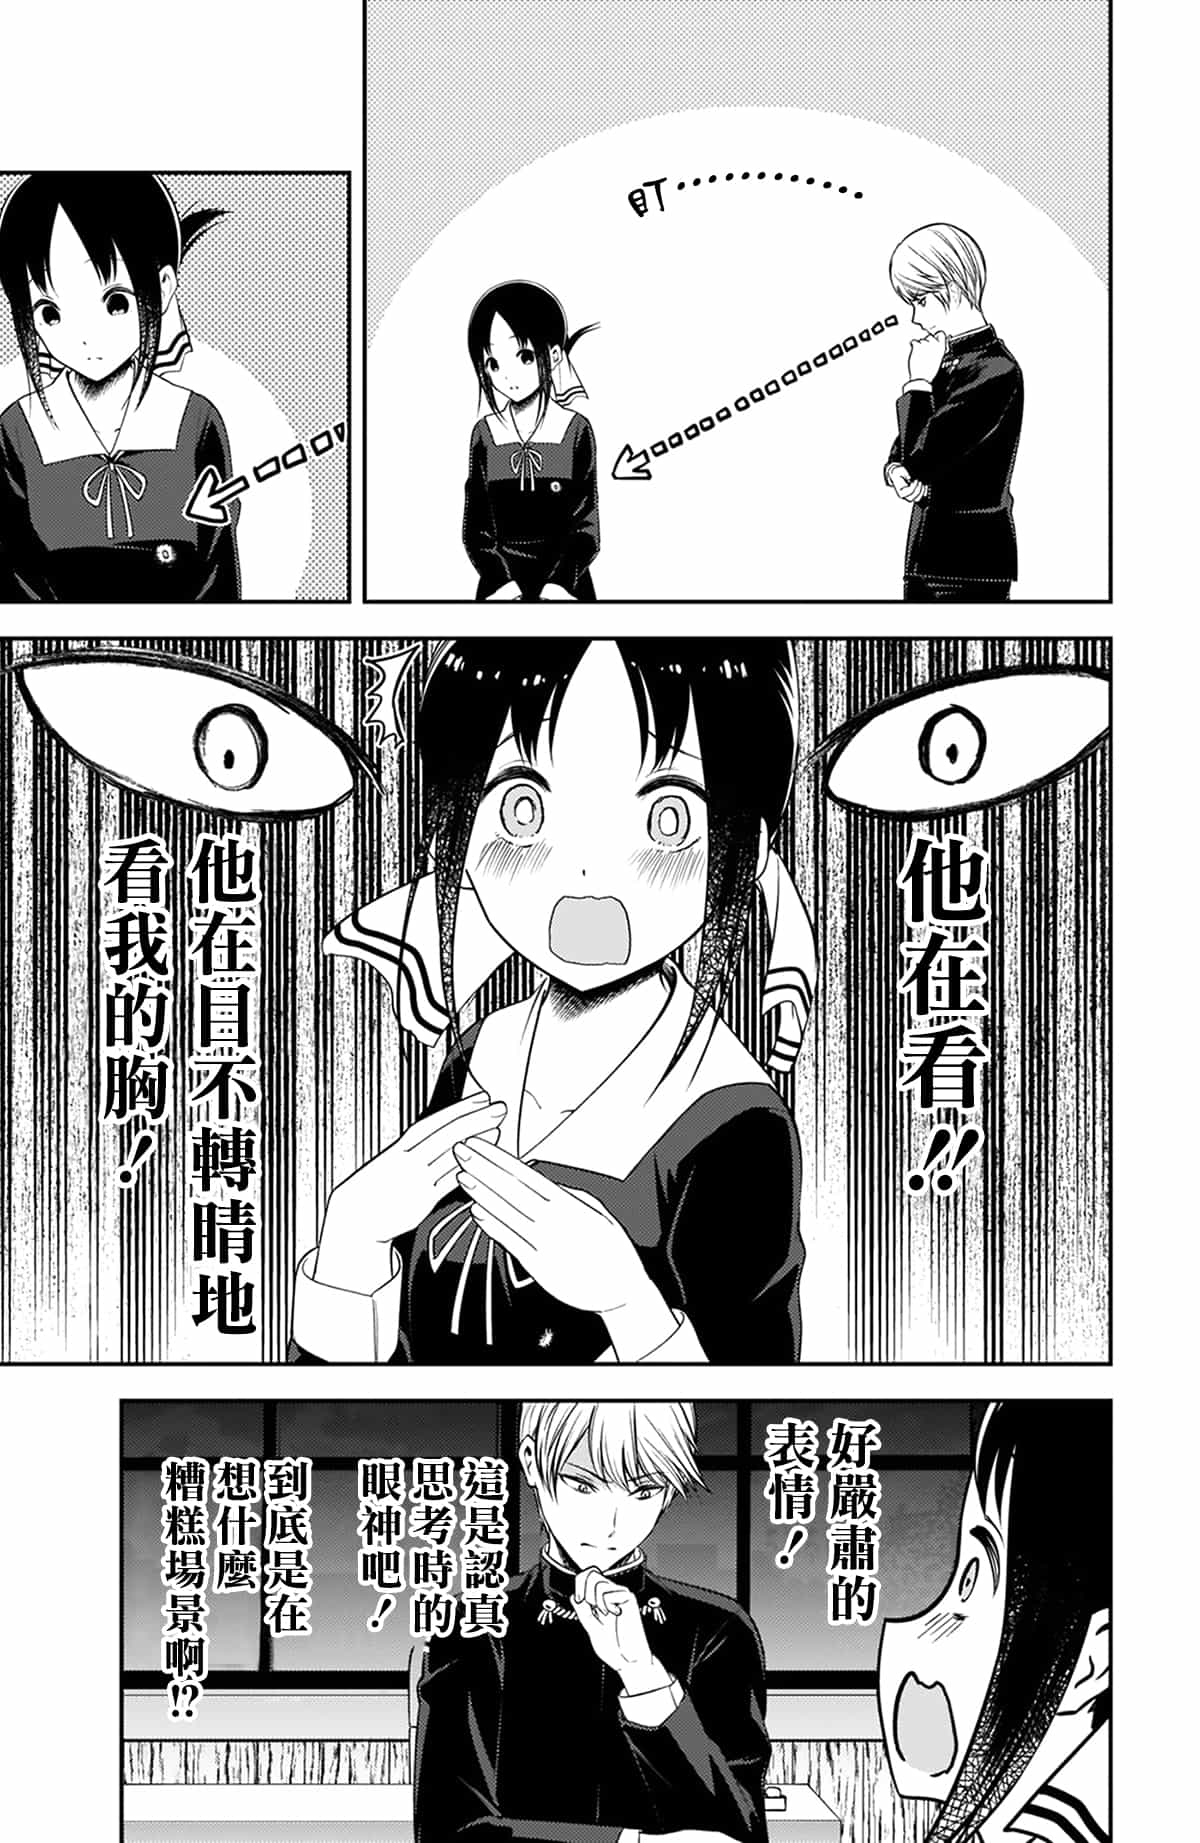 盯……………
他在看!!
他在目不轉睛地
看我的胸!
好嚴肅的
表情!
這是認真
思考時的
眼神吧!
到底是在
想什麼
糟糕場景啊!?